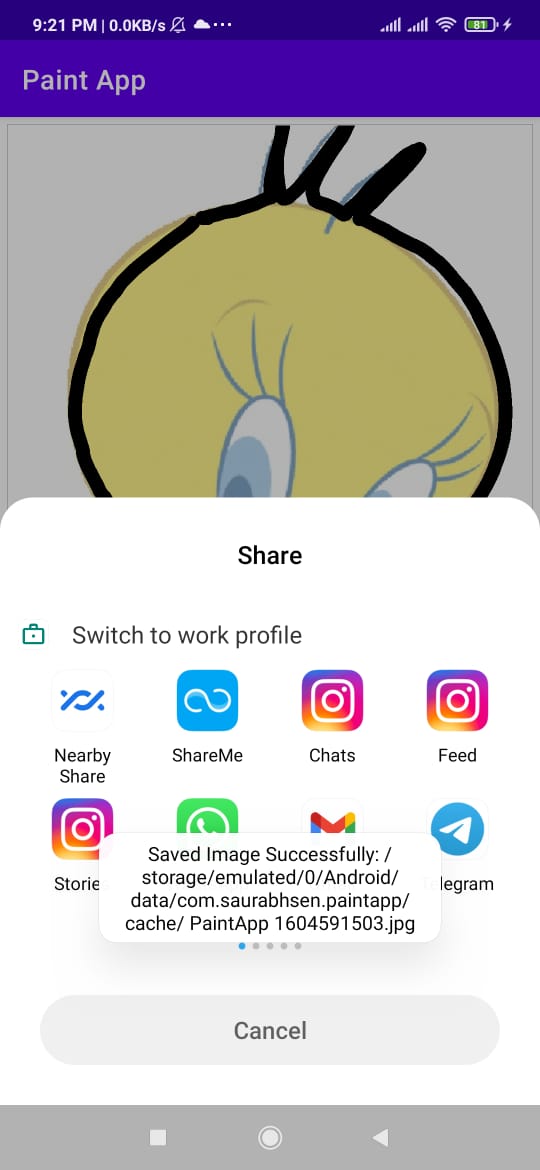 9:21 PM | 0.0KB/s
81
Paint App
Share
Switch to work profile
Nearby Share
ShareMe
Chats
Feed
Stories
Telegram
Saved Image Successfully: /
storage/emulated/0/Android/
data/com.saurabhsen.paintapp/
cache/ PaintApp 1604591503.jpg
Cancel